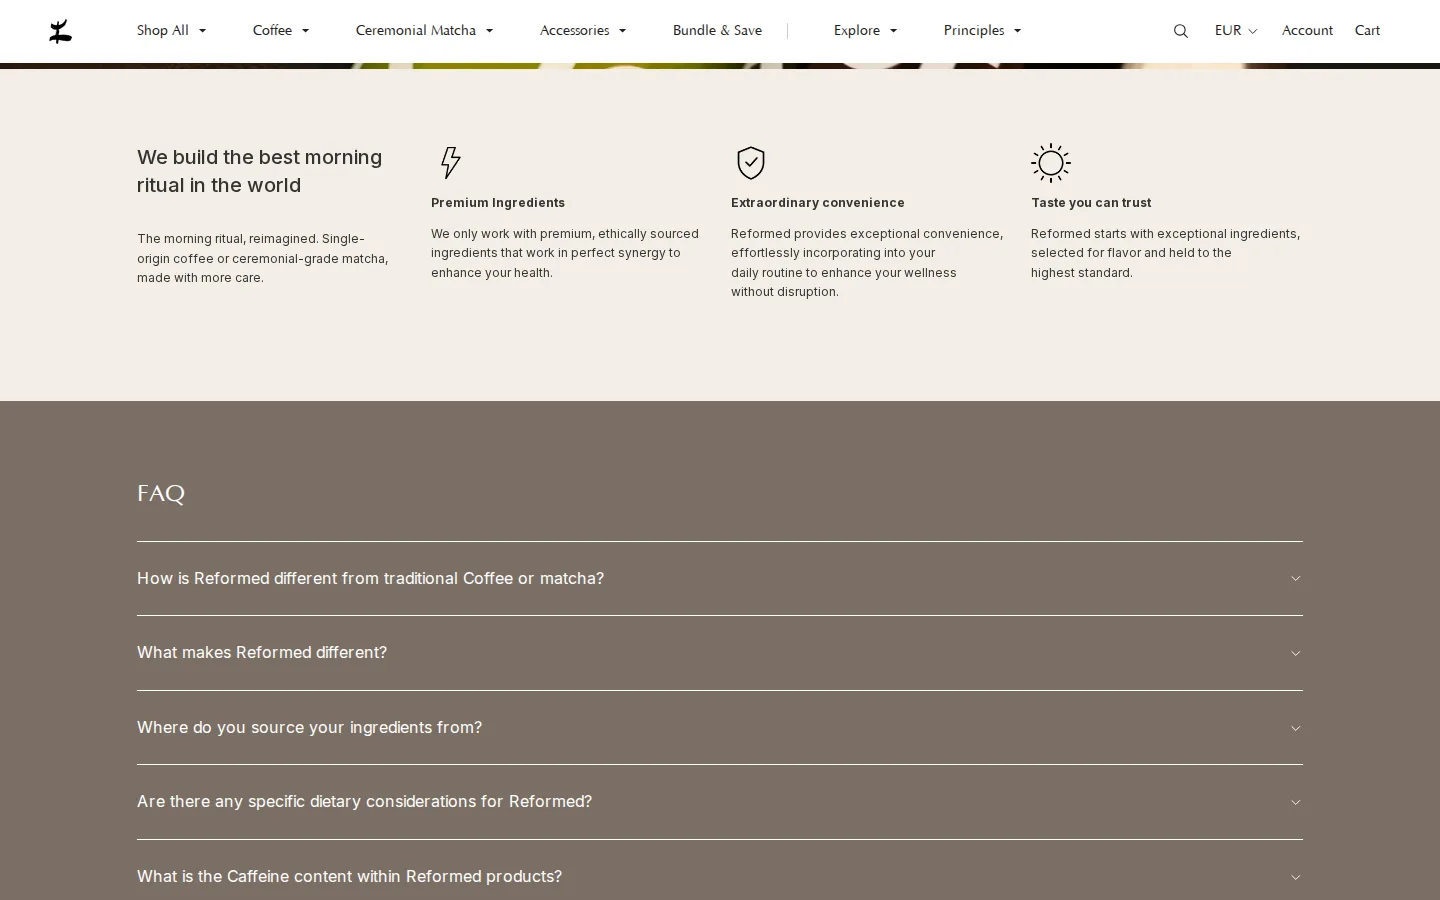 Shop All
Coffee
Ceremonial Matcha
Accessories
Bundle & Save
Explore
Principles
EUR
Account
Cart
We build the best morning
ritual in the world
The morning ritual, reimagined. Single-
origin coffee or ceremonial-grade matcha,
made with more care.
Premium Ingredients
We only work with premium, ethically sourced
ingredients that work in perfect synergy to
enhance your health.
Extraordinary convenience
Reformed provides exceptional convenience,
effortlessly incorporating into your
daily routine to enhance your wellness
without disruption.
Taste you can trust
Reformed starts with exceptional ingredients,
selected for flavor and held to the
highest standard.
FAQ
How is Reformed different from traditional Coffee or matcha?
What makes Reformed different?
Where do you source your ingredients from?
Are there any specific dietary considerations for Reformed?
What is the Caffeine content within Reformed products?